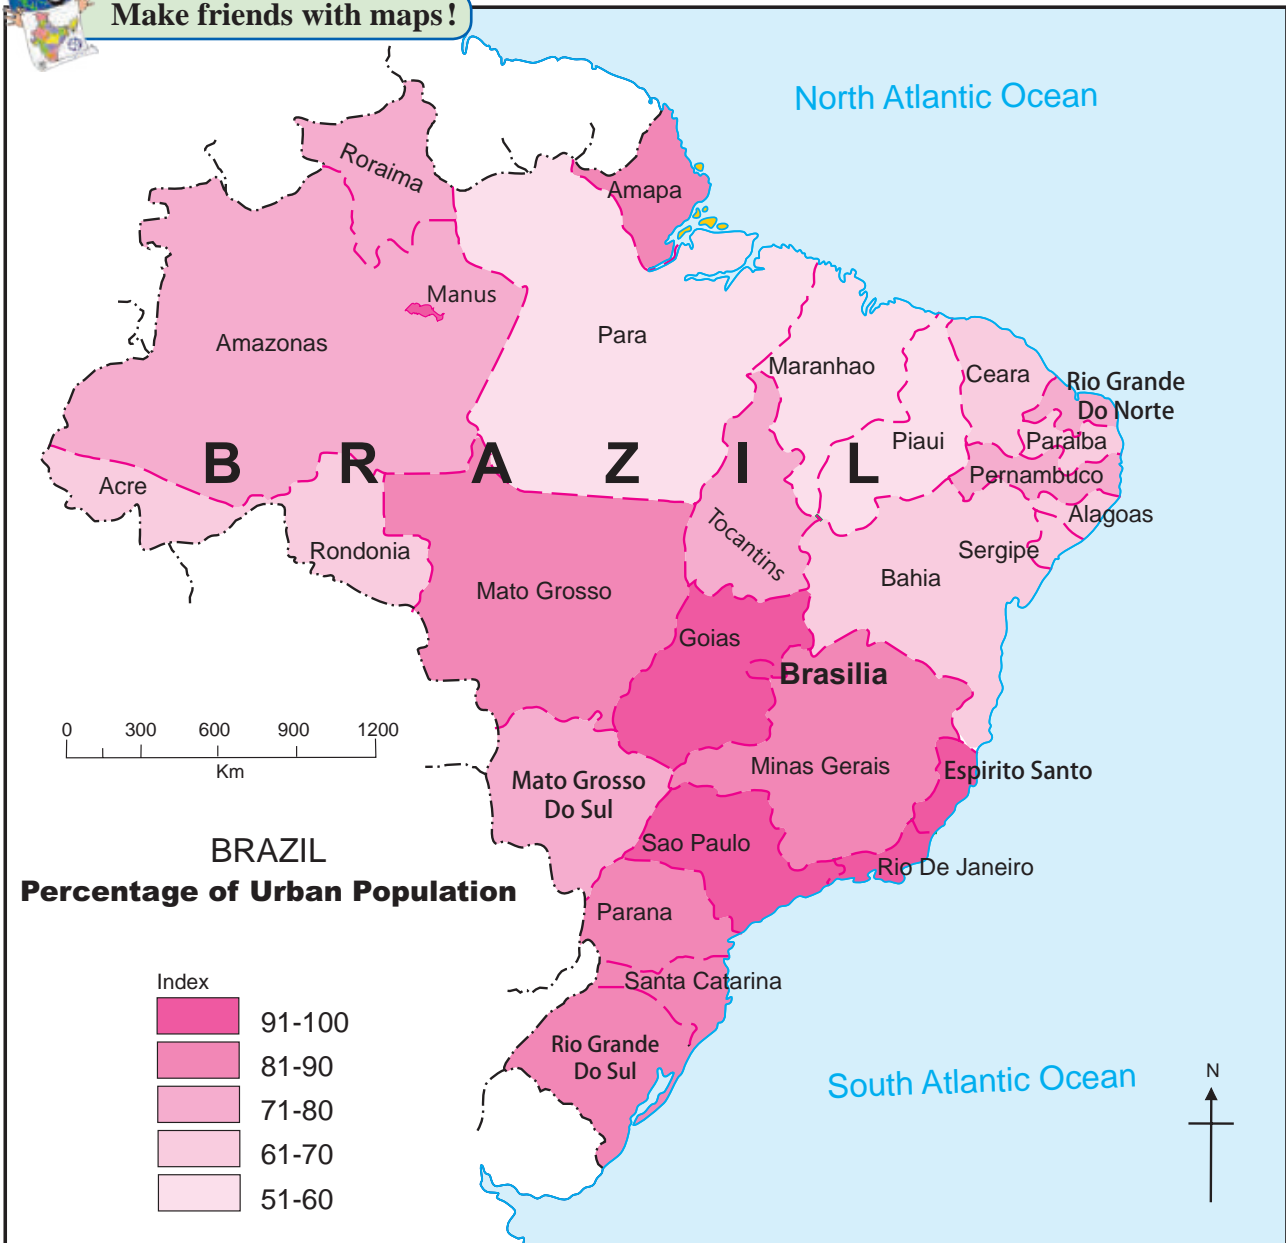 Make friends with maps!
North Atlantic Ocean
Roraima
Amapa
Manus
Amazonas
Para
Maranhao
Ceara
Rio Grande
Do Norte
Piaui
Paraiba
BRAZIL
Pernambuco
Acre
Alagoas
Tocantins
Sergipe
Rondonia
Bahia
Mato Grosso
Goias
Brasilia
0 300 600 900 1200
Km
Minas Gerais
Espirito Santo
Mato Grosso
Do Sul
Sao Paulo
Rio De Janeiro
BRAZIL
Percentage of Urban Population
Parana
Santa Catarina
Index
91-100
81-90
71-80
61-70
51-60
Rio Grande
Do Sul
South Atlantic Ocean
N